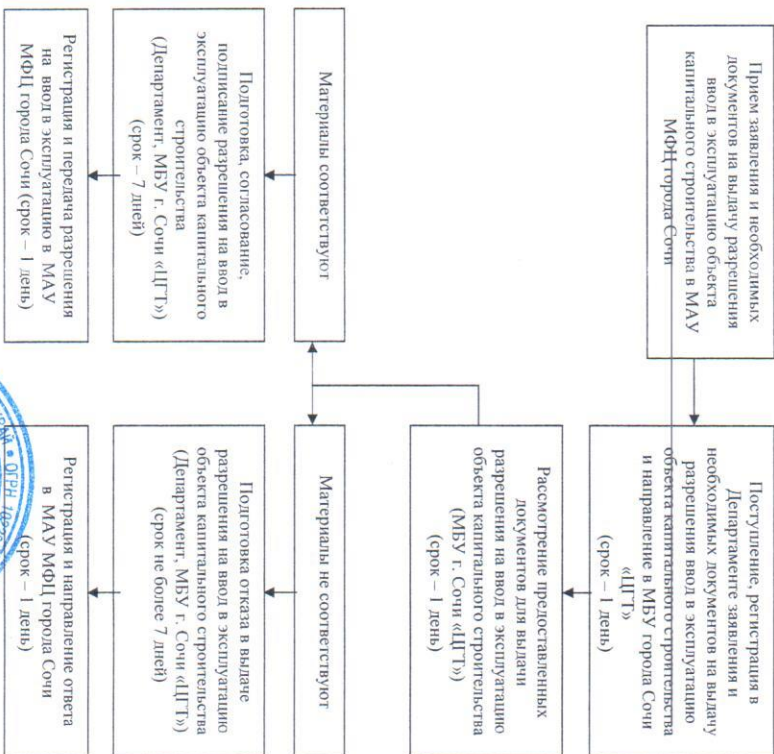 Прием заявления и необходимых
документов на выдачу разрешения
ввод в эксплуатацию объекта
капитального строительства в МАУ
МФЦ города Сочи
Поступление, регистрация в
Департаменте заявления и
необходимых документов на выдачу
разрешения ввод в эксплуатацию
объекта капитального строительства
и направление в МБУ города Сочи
«ЦГТ»
(срок – 1 день)
Рассмотрение предоставленных
документов для выдачи
разрешения на ввод в эксплуатацию
объекта капитального строительства
(МБУ г. Сочи «ЦГТ»)
(срок – 1 день)
Материалы соответствуют
Материалы не соответствуют
Подготовка, согласование,
подписание разрешения на ввод в
эксплуатацию объекта капитального
строительства
(Департамент, МБУ г. Сочи «ЦГТ»)
(срок – 7 дней)
Подготовка отказа в выдаче
разрешения на ввод в эксплуатацию
объекта капитального строительства
(Департамент, МБУ г. Сочи «ЦГТ»)
(срок не более 7 дней)
Регистрация и передача разрешения
на ввод в эксплуатацию в МАУ
МФЦ города Сочи (срок – 1 день)
Регистрация и направление ответа
в МАУ МФЦ города Сочи
(срок – 1 день)
ОГРН